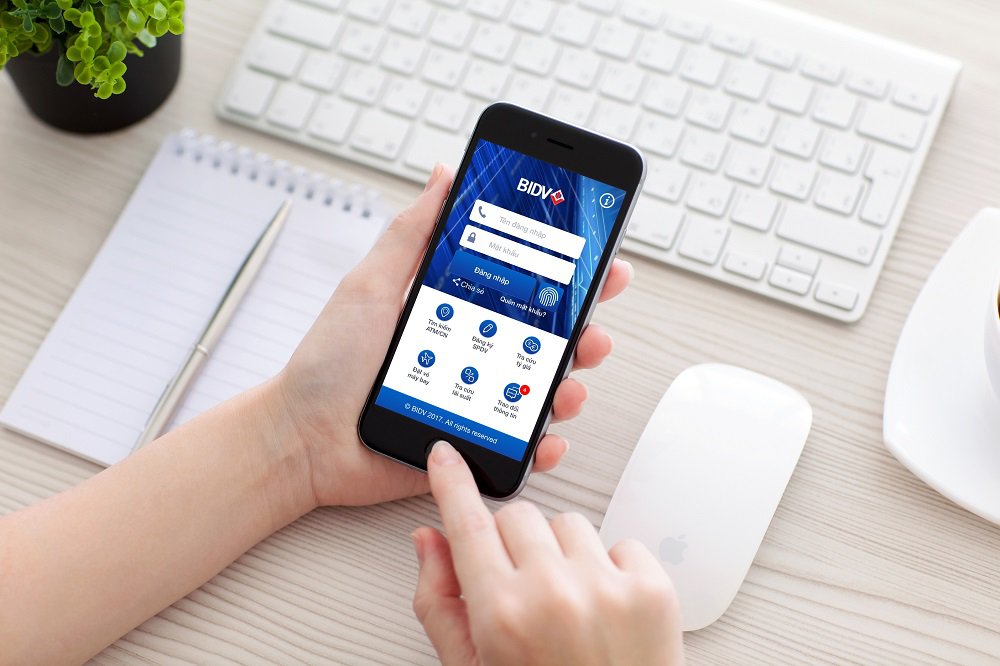 BIDV
Tên đăng nhập
Mật khẩu
Đăng nhập
Chia sẻ
Quên mật khẩu?
Tìm kiếm
ATM/CN
Đăng ký
SPDV
Tra cứu
tỷ giá
Đặt vé
máy bay
Tra cứu
lãi suất
4
Trao đổi
thông tin
© BIDV 2017. All rights reserved